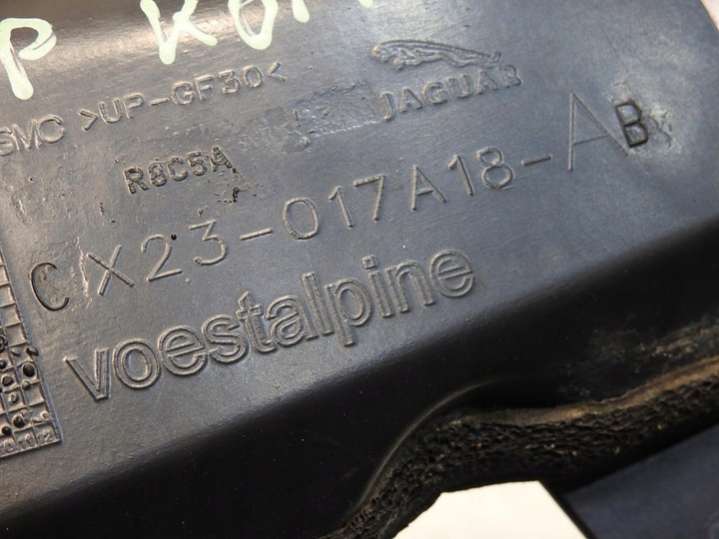 SMC >UP-GF30<
JAGUAR
R8C5A
CX23-017A18-AB
voestalpine